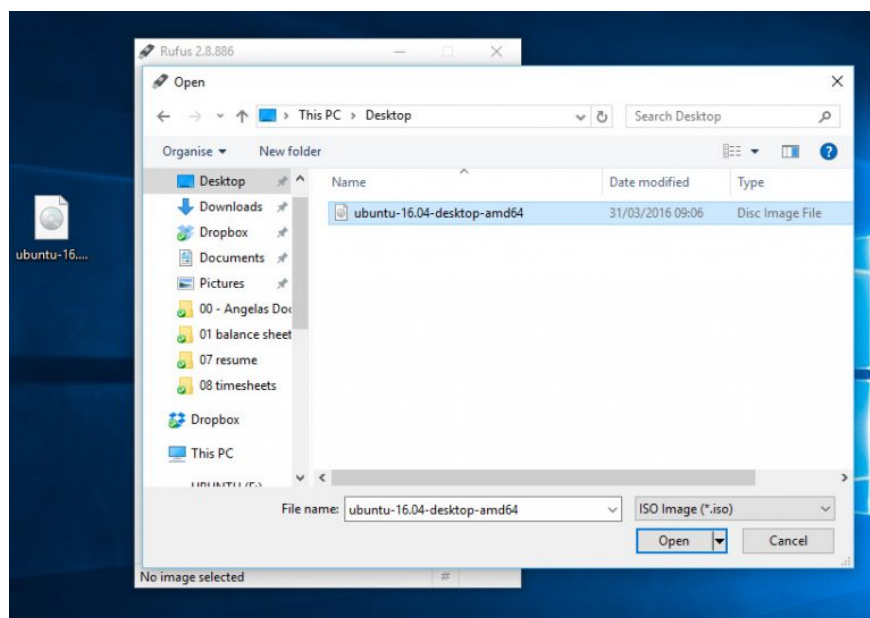 Rufus 2.8.886
Open
This PC > Desktop
Search Desktop
Organise New folder
Name Date modified Type
ubuntu-16.04-desktop-amd64 31/03/2016 09:06 Disc Image File
Desktop
Downloads
Dropbox
Documents
Pictures
00 - Angelas Doc
01 balance sheet
07 resume
08 timesheets
Dropbox
This PC
UBUNTU (F:)
ubuntu-16....
File name: ubuntu-16.04-desktop-amd64 ISO Image (*.iso)
Open Cancel
No image selected #